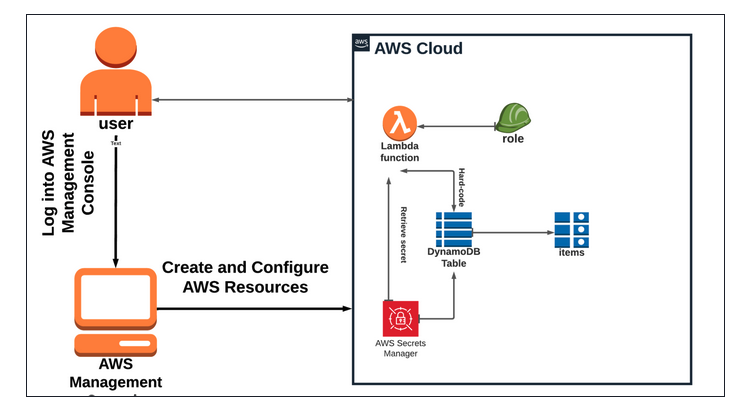 aws
AWS Cloud
user
Text
Log into AWS
Management
Console
Lambda
function
role
Hard-code
Retrieve secret
DynamoDB
Table
items
Create and Configure
AWS Resources
AWS Secrets
Manager
AWS
Management